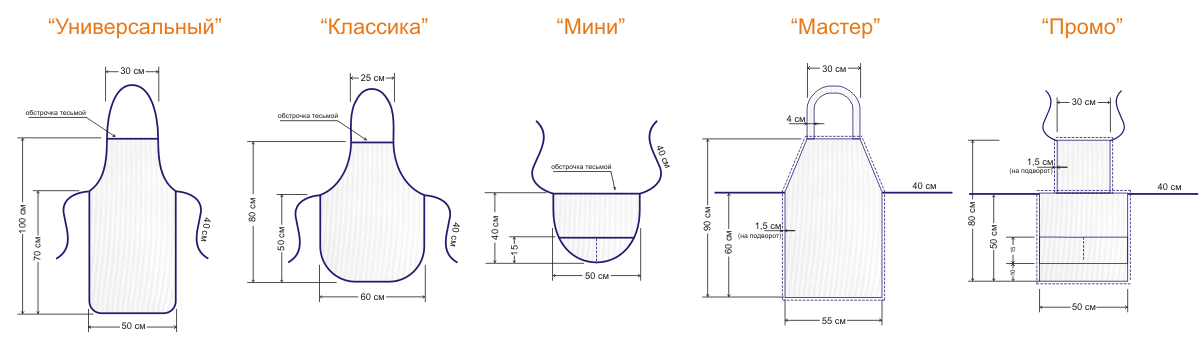 “Универсальный”
30 см
обстрочка тесьмой
100 см
70 см
40 см
50 см
“Классика”
25 см
обстрочка тесьмой
80 см
50 см
40 см
60 см
“Мини”
40 см
обстрочка тесьмой
40 см
15
50 см
“Мастер”
30 см
4 см
40 см
90 см
60 см
1,5 см
(на подворот)
55 см
“Промо”
30 см
1,5 см
(на подворот)
40 см
80 см
50 см
15
10
50 см